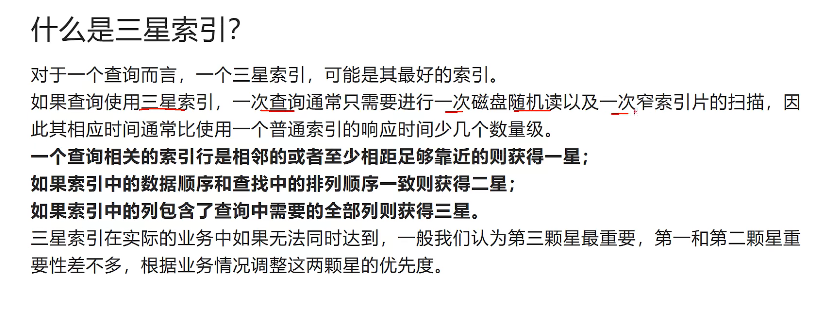 什么是三星索引？
对于一个查询而言，一个三星索引，可能是其最好的索引。
如果查询使用三星索引，一次查询通常只需要进行一次磁盘随机读以及一次窄索引片的扫描，因
此其相应时间通常比使用一个普通索引的响应时间少几个数量级。
一个查询相关的索引行是相邻的或者至少相距足够靠近的则获得一星；
如果索引中的数据顺序和查找中的排列顺序一致则获得二星；
如果索引中的列包含了查询中需要的全部列则获得三星。
三星索引在实际的业务中如果无法同时达到，一般我们认为第三颗星最重要，第一和第二颗星重
要性差不多，根据业务情况调整这两颗星的优先度。